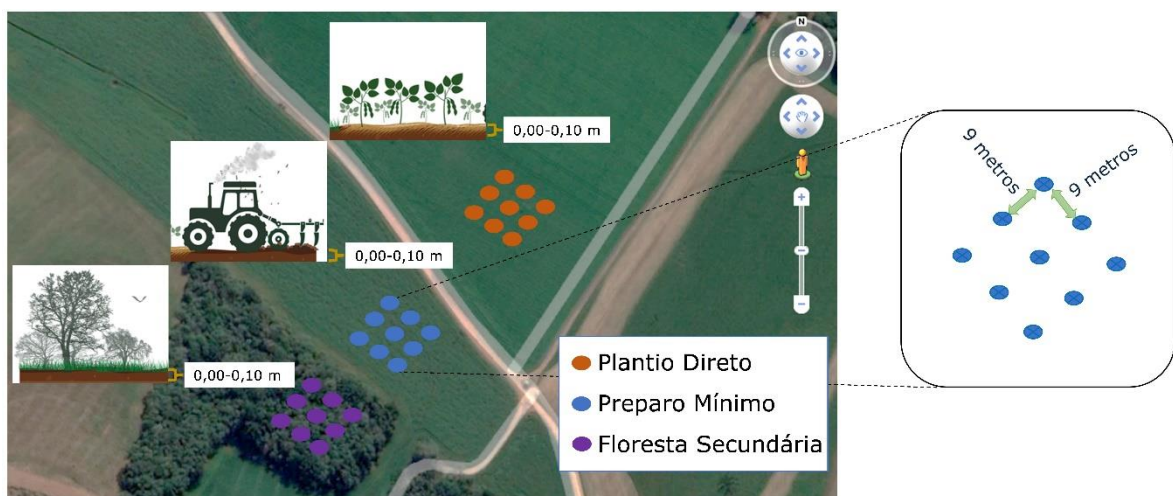 N
0,00-0,10 m
9 metros
9 metros
0,00-0,10 m
0,00-0,10 m
Plantio Direto
Preparo Mínimo
Floresta Secundária